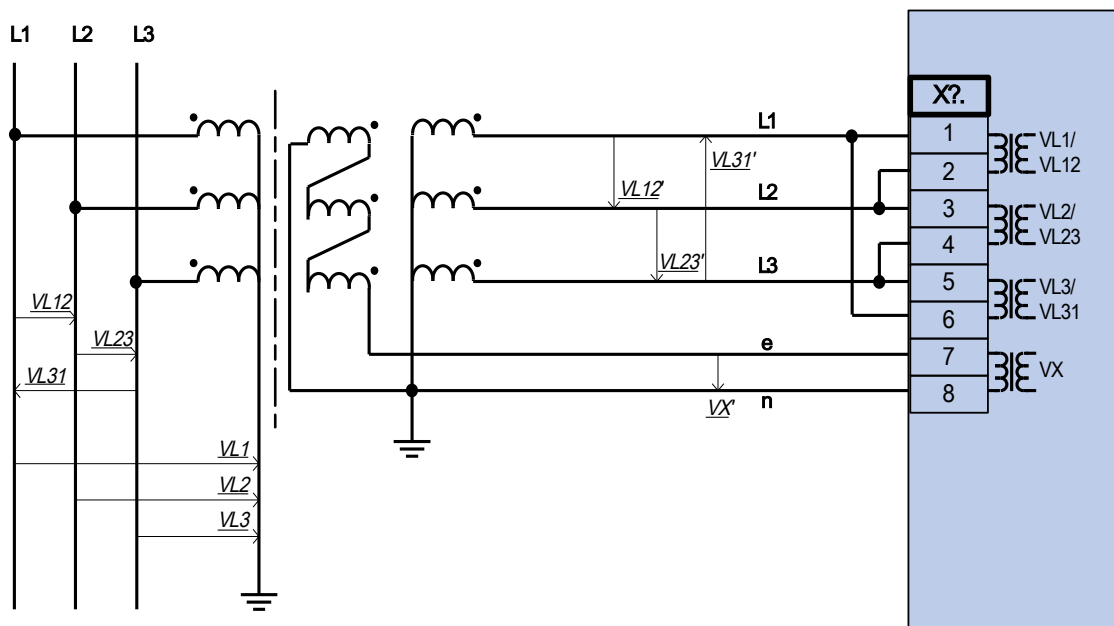 L1 L2 L3
X?.
L1
1
VL1/
VL12
VL31'
2
VL12'
L2
3
VL2/
VL23
4
VL23'
L3
5
VL3/
VL31
6
VL12
VL23
e
7
VX
VL31
n
8
VX'
VL1
VL2
VL3